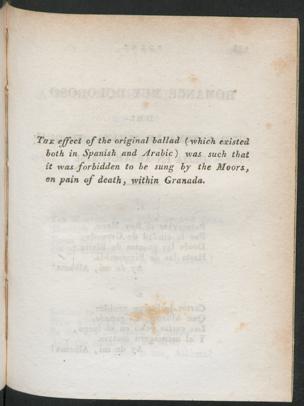 THE effect of the original ballad (which existed
both in Spanish and Arabic) was such that
it was forbidden to be sung by the Moors,
on pain of death, within Granada.